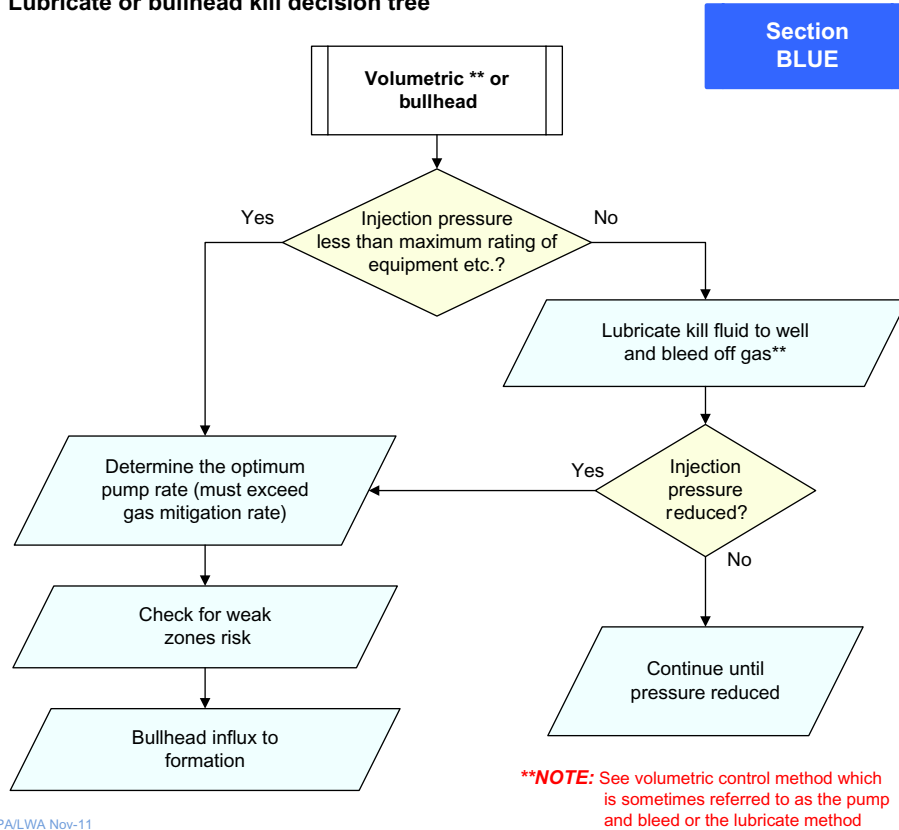 Lubricate or bullhead kill decision tree
Section
BLUE
Volumetric ** or
bullhead
Yes
Injection pressure
less than maximum rating of
equipment etc.?
No
Lubricate kill fluid to well
and bleed off gas**
Determine the optimum
pump rate (must exceed
gas mitigation rate)
Yes
Injection
pressure
reduced?
No
Check for weak
zones risk
Continue until
pressure reduced
Bullhead influx to
formation
**NOTE: See volumetric control method which
is sometimes referred to as the pump
and bleed or the lubricate method
PA/LWA Nov-11